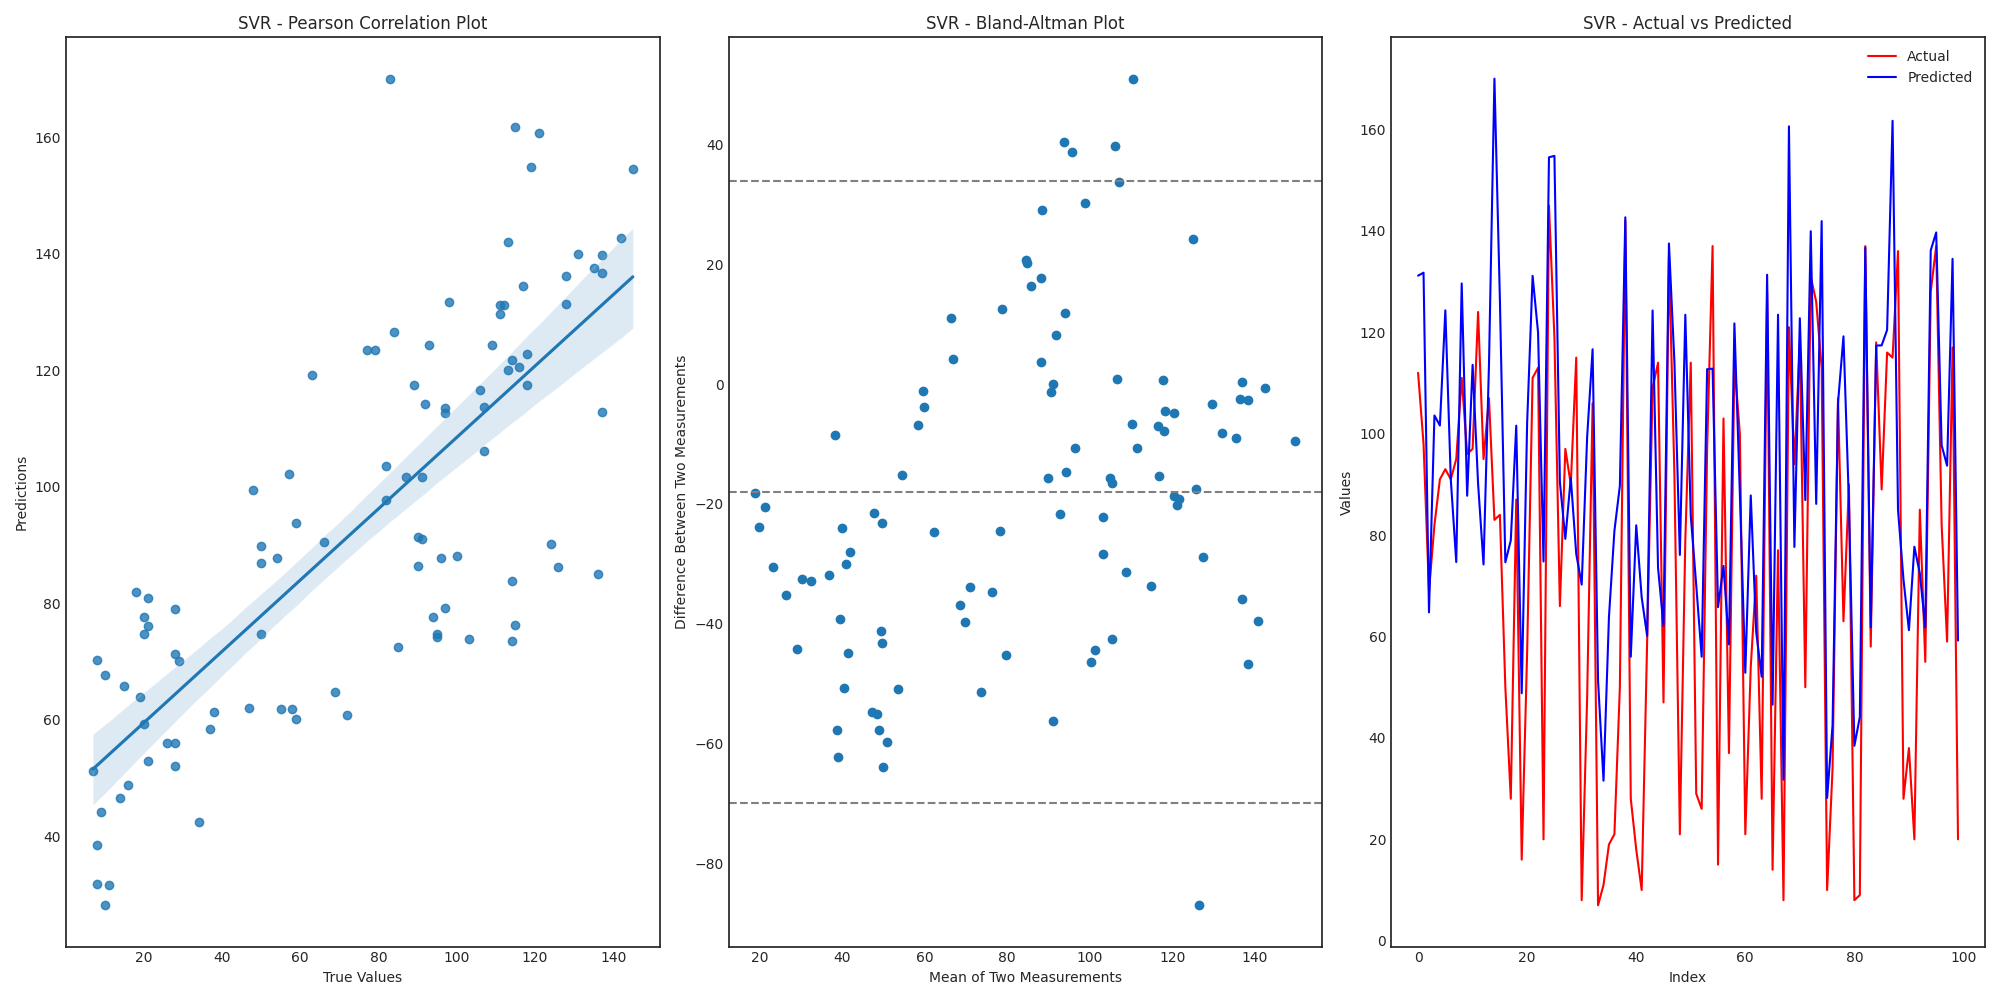 SVR - Pearson Correlation Plot
Predictions
160
140
120
100
80
60
40
20 40 60 80 100 120 140
True Values
SVR - Bland-Altman Plot
Difference Between Two Measurements
40
20
0
−20
−40
−60
−80
20 40 60 80 100 120 140
Mean of Two Measurements
SVR - Actual vs Predicted
Actual
Predicted
Values
160
140
120
100
80
60
40
20
0
0 20 40 60 80 100
Index